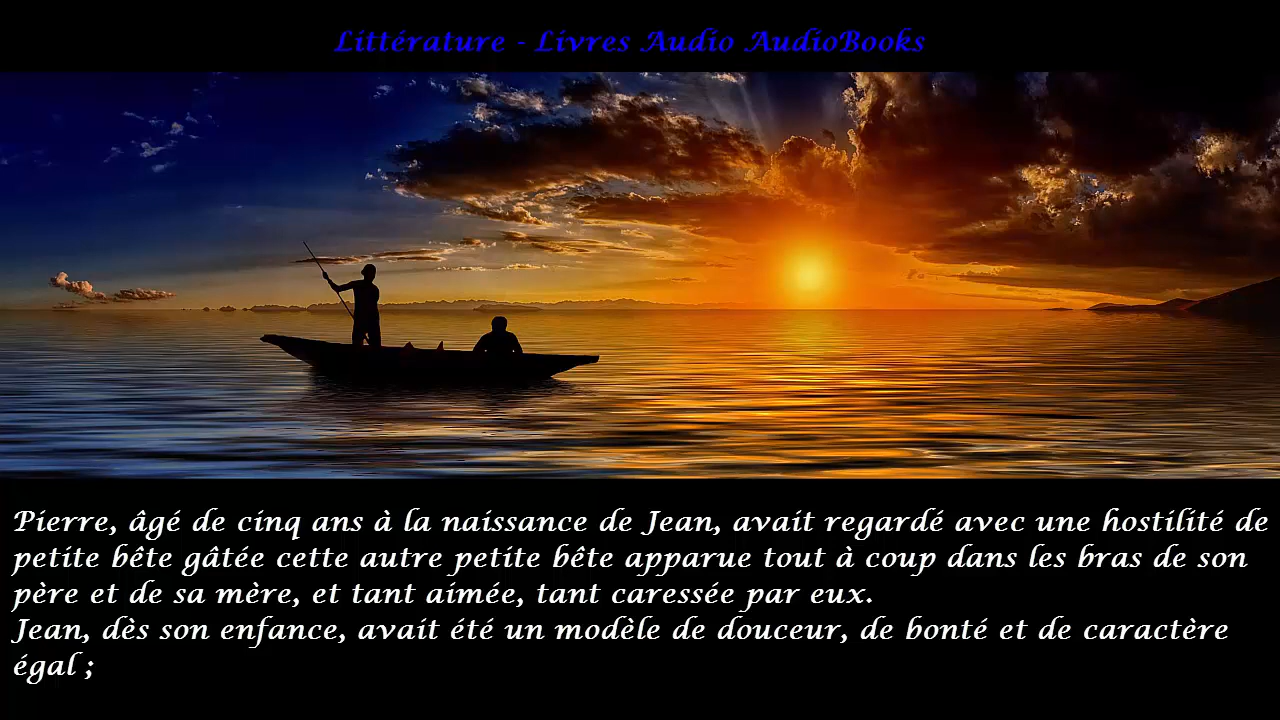 Littérature - Livres Audio AudioBooks
Pierre, âgé de cinq ans à la naissance de Jean, avait regardé avec une hostilité de
petite bête gâtée cette autre petite bête apparue tout à coup dans les bras de son
père et de sa mère, et tant aimée, tant caressée par eux.
Jean, dès son enfance, avait été un modèle de douceur, de bonté et de caractère
égal ;